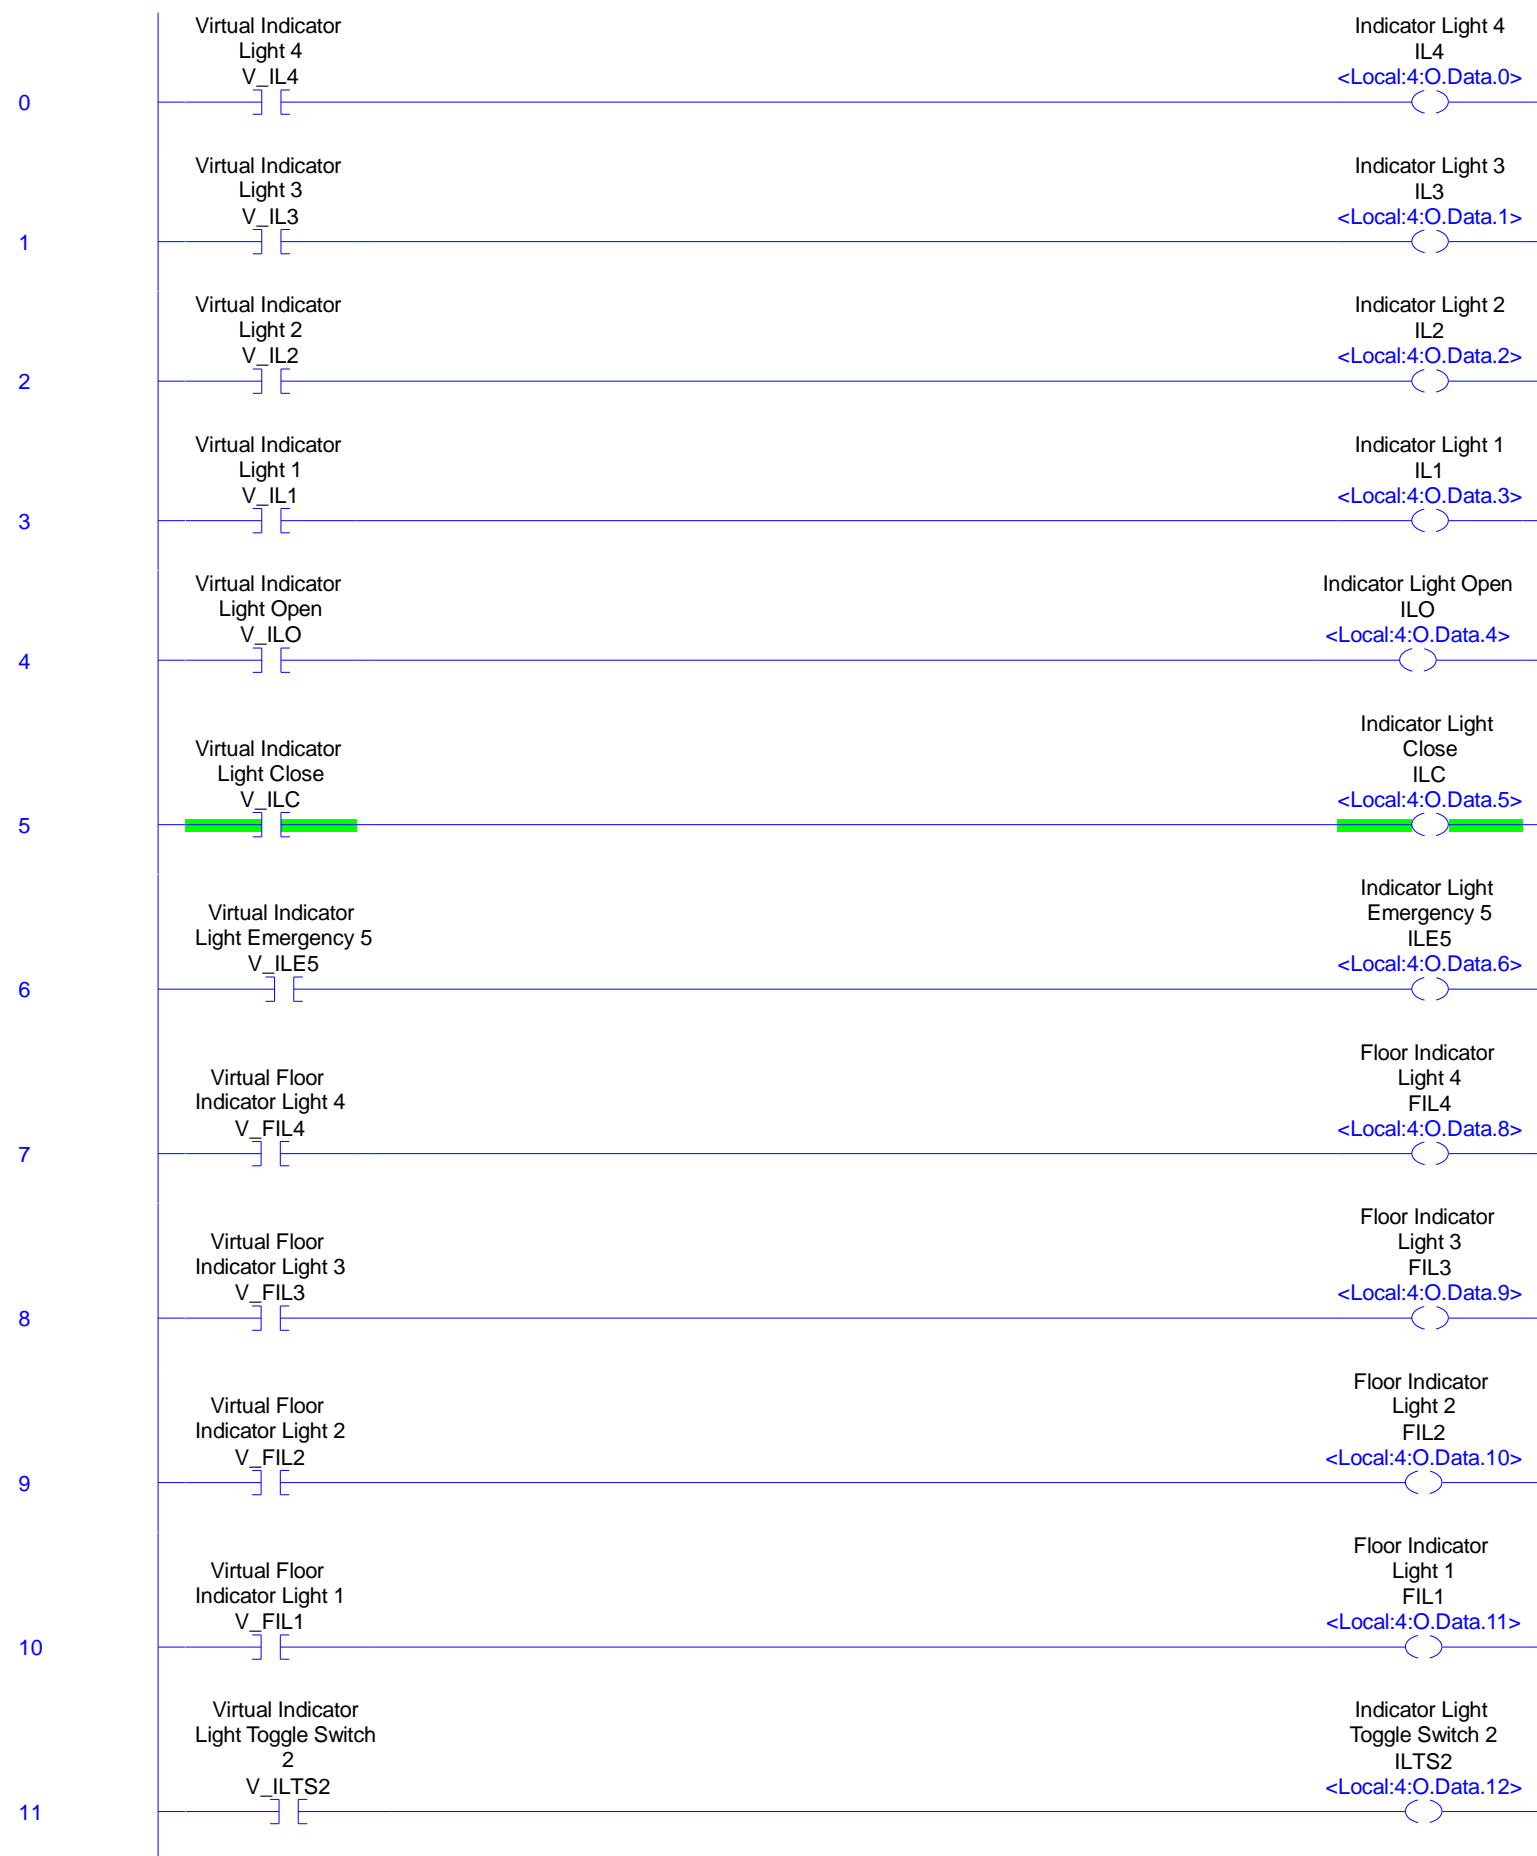 Virtual Indicator
Light 4
V_IL4
Indicator Light 4
IL4
<Local:4:O.Data.0>
0
Virtual Indicator
Light 3
V_IL3
Indicator Light 3
IL3
<Local:4:O.Data.1>
1
Virtual Indicator
Light 2
V_IL2
Indicator Light 2
IL2
<Local:4:O.Data.2>
2
Virtual Indicator
Light 1
V_IL1
Indicator Light 1
IL1
<Local:4:O.Data.3>
3
Virtual Indicator
Light Open
V_ILO
Indicator Light Open
ILO
<Local:4:O.Data.4>
4
Virtual Indicator
Light Close
V_ILC
Indicator Light
Close
ILC
<Local:4:O.Data.5>
5
Virtual Indicator
Light Emergency 5
V_ILE5
Indicator Light
Emergency 5
ILE5
<Local:4:O.Data.6>
6
Virtual Floor
Indicator Light 4
V_FIL4
Floor Indicator
Light 4
FIL4
<Local:4:O.Data.8>
7
Virtual Floor
Indicator Light 3
V_FIL3
Floor Indicator
Light 3
FIL3
<Local:4:O.Data.9>
8
Virtual Floor
Indicator Light 2
V_FIL2
Floor Indicator
Light 2
FIL2
<Local:4:O.Data.10>
9
Virtual Floor
Indicator Light 1
V_FIL1
Floor Indicator
Light 1
FIL1
<Local:4:O.Data.11>
10
Virtual Indicator
Light Toggle Switch
2
V_ILTS2
Indicator Light
Toggle Switch 2
ILTS2
<Local:4:O.Data.12>
11